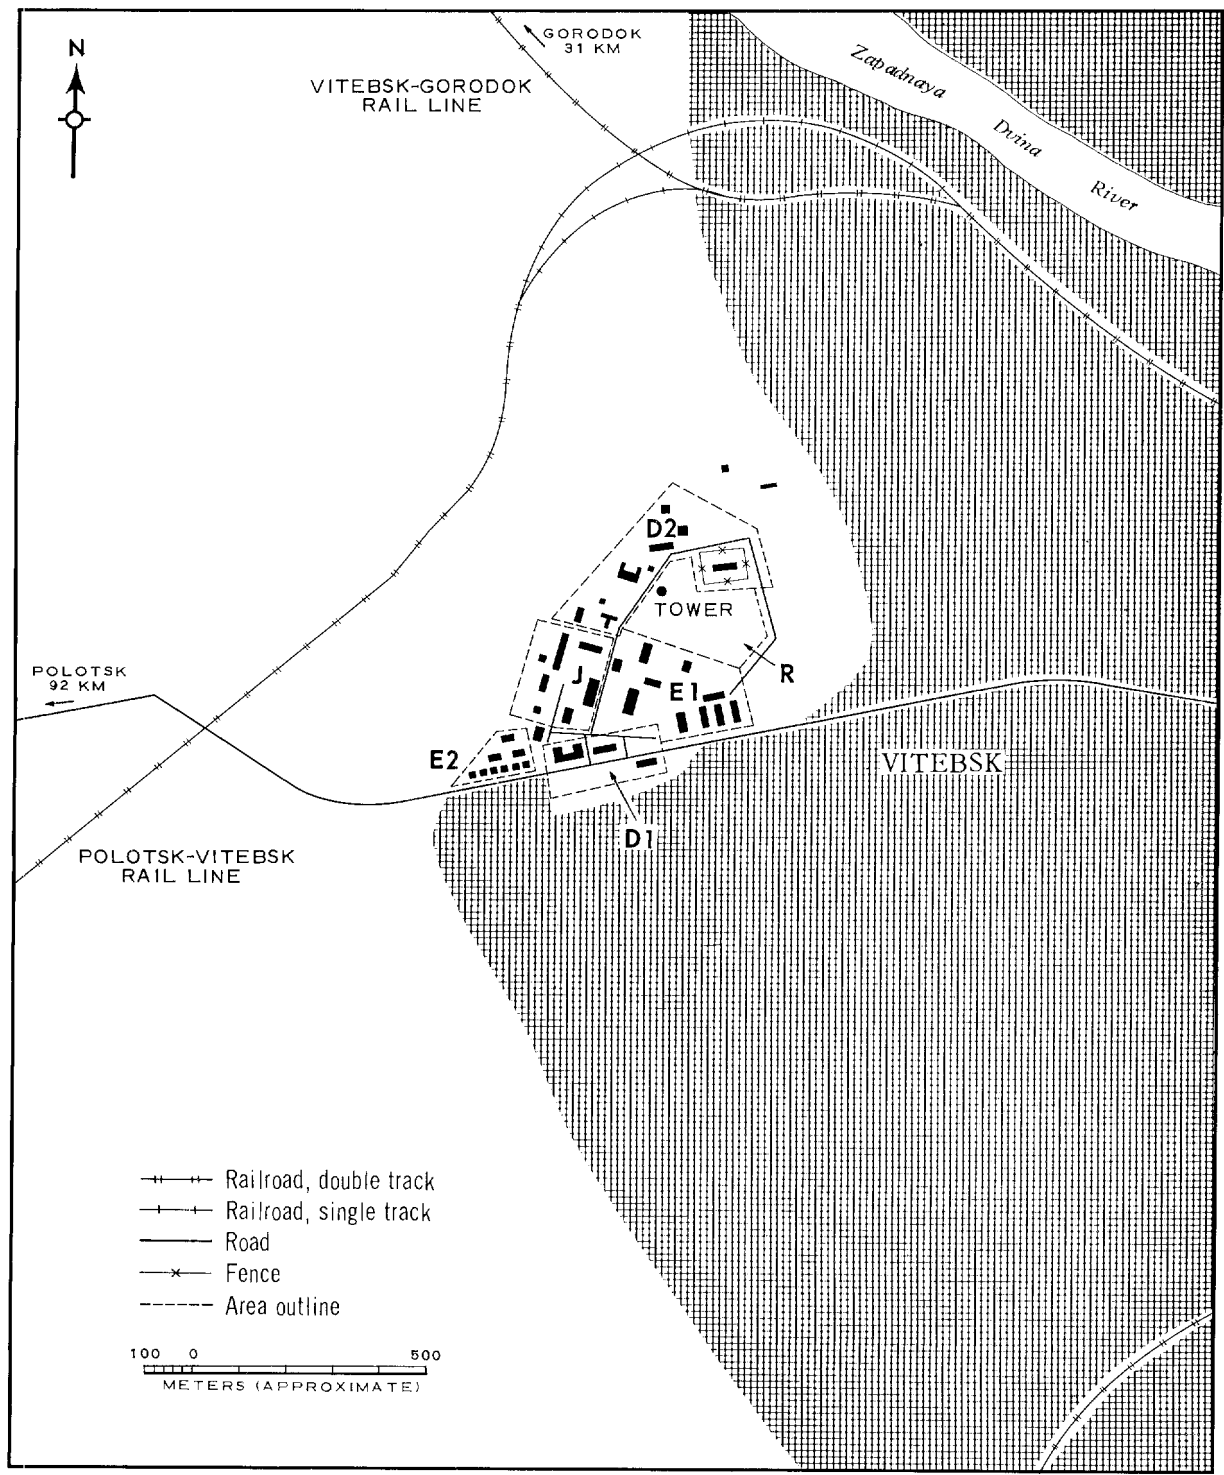 GORODOK
31 KM
N
VITEBSK-GORODOK
RAIL LINE
Zapadnaya
Dvina
River
D2
TOWER
POLOTSK
92 KM
J
R
E1
E2
VITEBSK
D1
POLOTSK-VITEBSK
RAIL LINE
Railroad, double track
Railroad, single track
Road
Fence
Area outline
100 0 500
METERS (APPROXIMATE)